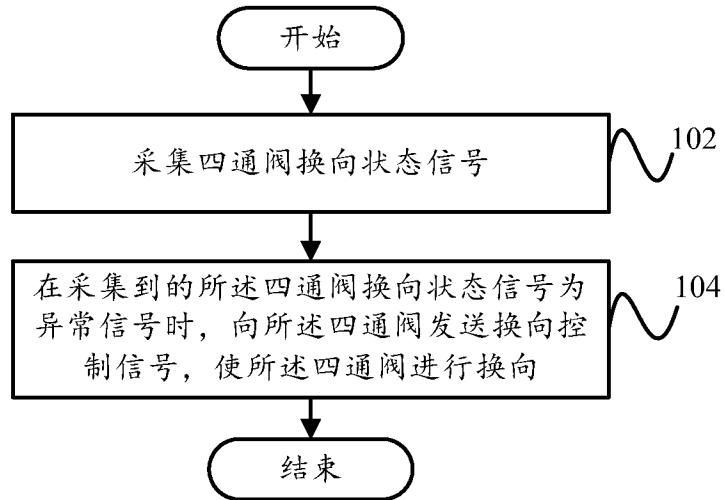 开始
采集四通阀换向状态信号
102
在采集到的所述四通阀换向状态信号为
异常信号时，向所述四通阀发送换向控
制信号，使所述四通阀进行换向
104
结束